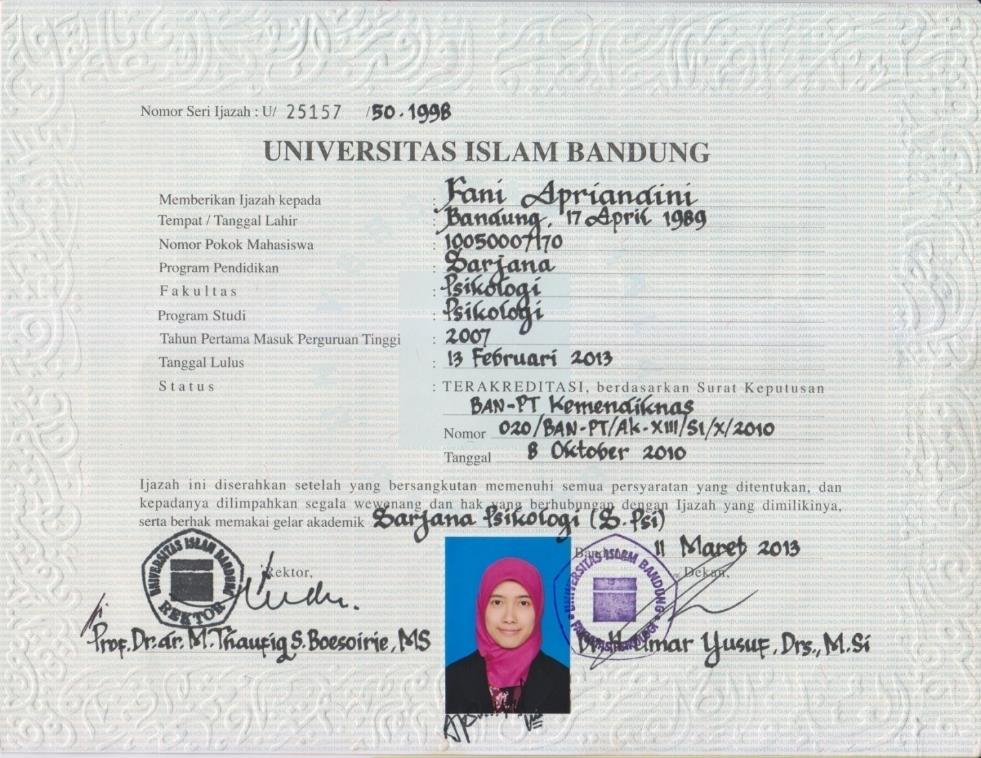 Nomor Seri Ijazah : U/ 25157 /50.1998
UNIVERSITAS ISLAM BANDUNG
Memberikan Ijazah kepada : Fani Apriandini
Tempat / Tanggal Lahir : Bandung, 17 April 1989
Nomor Pokok Mahasiswa : 10050007170
Program Pendidikan : Sarjana
Fakultas : Psikologi
Program Studi : Psikologi
Tahun Pertama Masuk Perguruan Tinggi : 2007
Tanggal Lulus : 13 Februari 2013
Status : TERAKREDITASI, berdasarkan Surat Keputusan
BAN-PT Kemendiknas
Nomor 020/BAN-PT/Ak-XIII/S1/X/2010
Tanggal 8 Oktober 2010
Ijazah ini diserahkan setelah yang bersangkutan memenuhi semua persyaratan yang ditentukan, dan
kepadanya dilimpahkan segala wewenang dan hak yang berhubungan dengan Ijazah yang dimilikinya,
serta berhak memakai gelar akademik Sarjana Psikologi (S.Psi)
11 Maret 2013
Rektor, Dekan,
UNIVERSITAS ISLAM BANDUNG
REKTOR
UNIVERSITAS ISLAM BANDUNG
Prof. Dr. dr. M. Thaufiq S. Boesoirie, MS
Umar Yusuf, Drs., M.Si